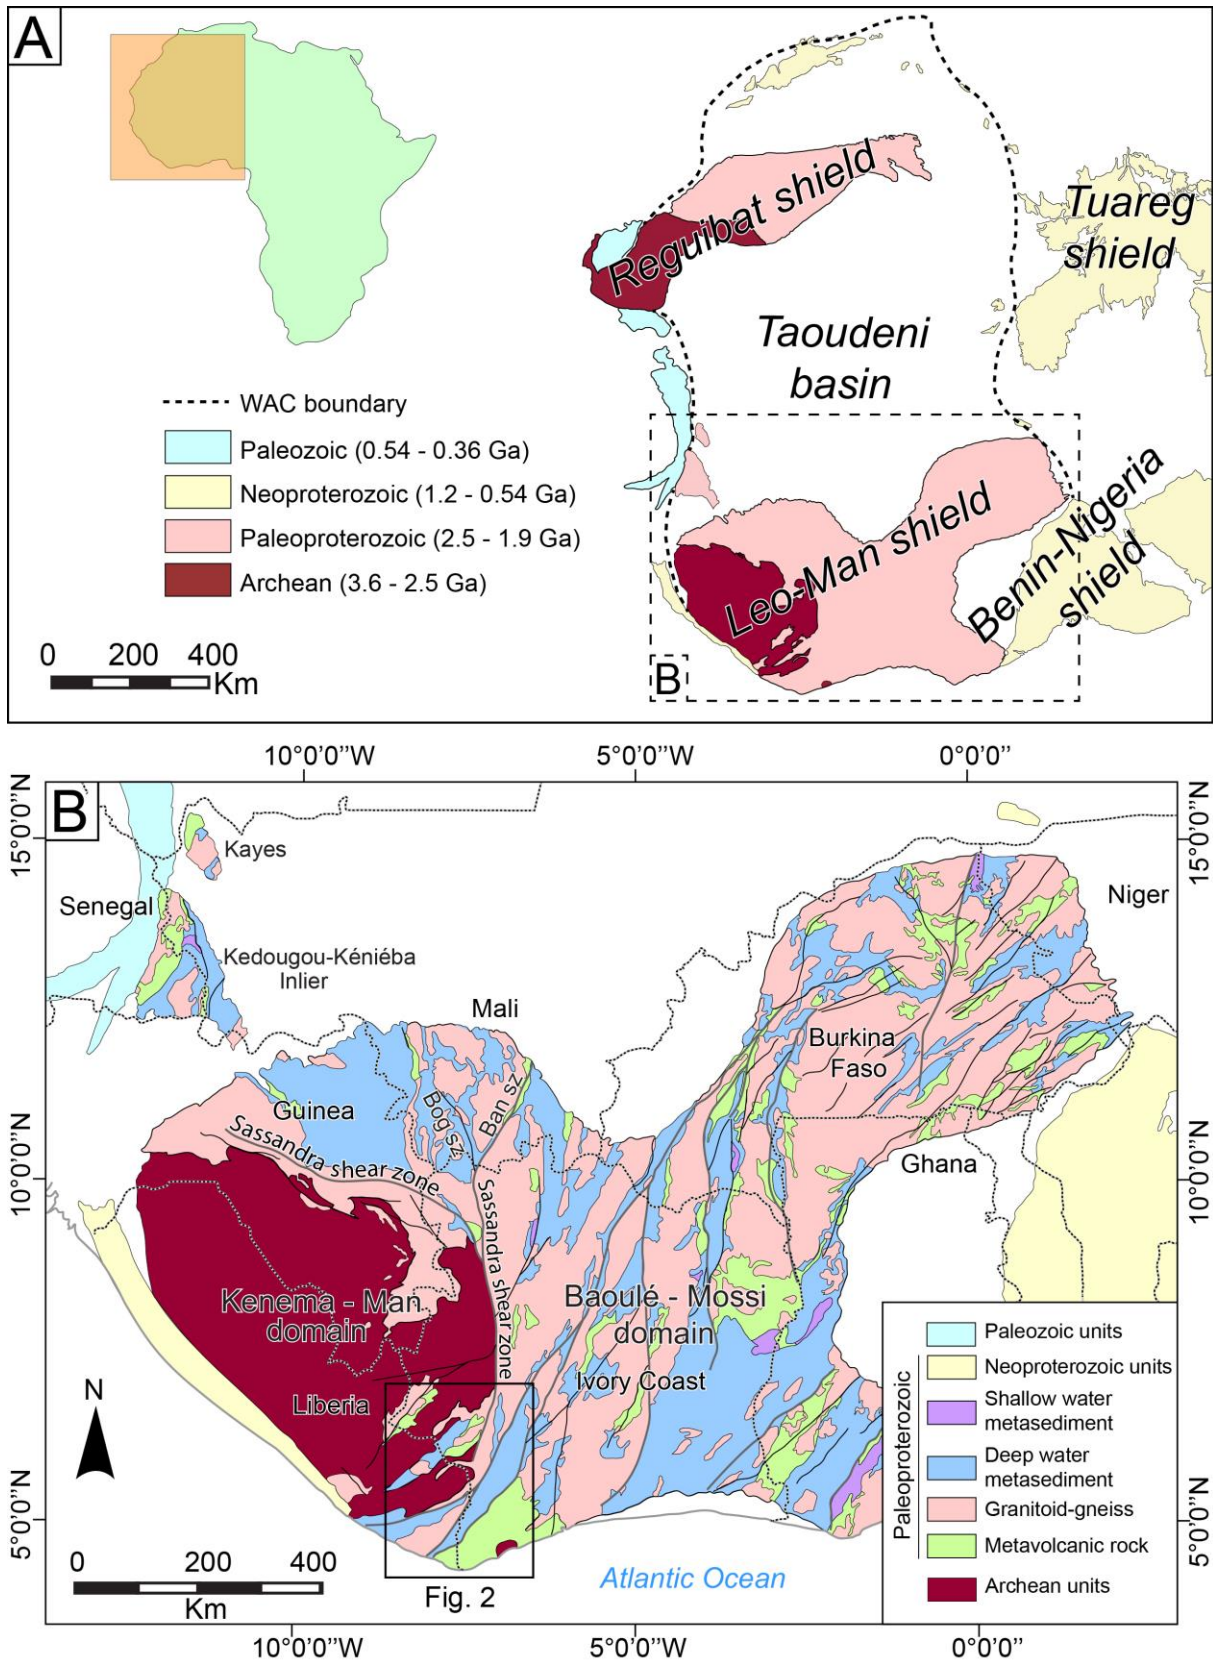 A
Reguibat shield
Tuareg
shield
Taoudeni
basin
WAC boundary
Paleozoic (0.54 - 0.36 Ga)
Neoproterozoic (1.2 - 0.54 Ga)
Paleoproterozoic (2.5 - 1.9 Ga)
Archean (3.6 - 2.5 Ga)
Leo-Man shield
Benin-Nigeria
shield
0 200 400
Km
B
10°0'0''W 5°0'0''W 0°0'0''
B
15°0'0''N
15°0'0''N
Kayes
Senegal
Niger
Kedougou-Kéniéba
Inlier
Mali
Burkina
Faso
Guinea
Bog sz
Ban sz
Sassandra shear zone
Ghana
10°0'0''N
10°0'0''N
Sassandra shear zone
Kenema - Man
domain
Baoulé - Mossi
domain
Ivory Coast
Liberia
N
Paleozoic units
Neoproterozoic units
Shallow water
metasediment
Deep water
metasediment
Granitoid-gneiss
Metavolcanic rock
Archean units
Paleoproterozoic
5°0'0''N
5°0'0''N
0 200 400
Km
Fig. 2
Atlantic Ocean
10°0'0''W 5°0'0''W 0°0'0''